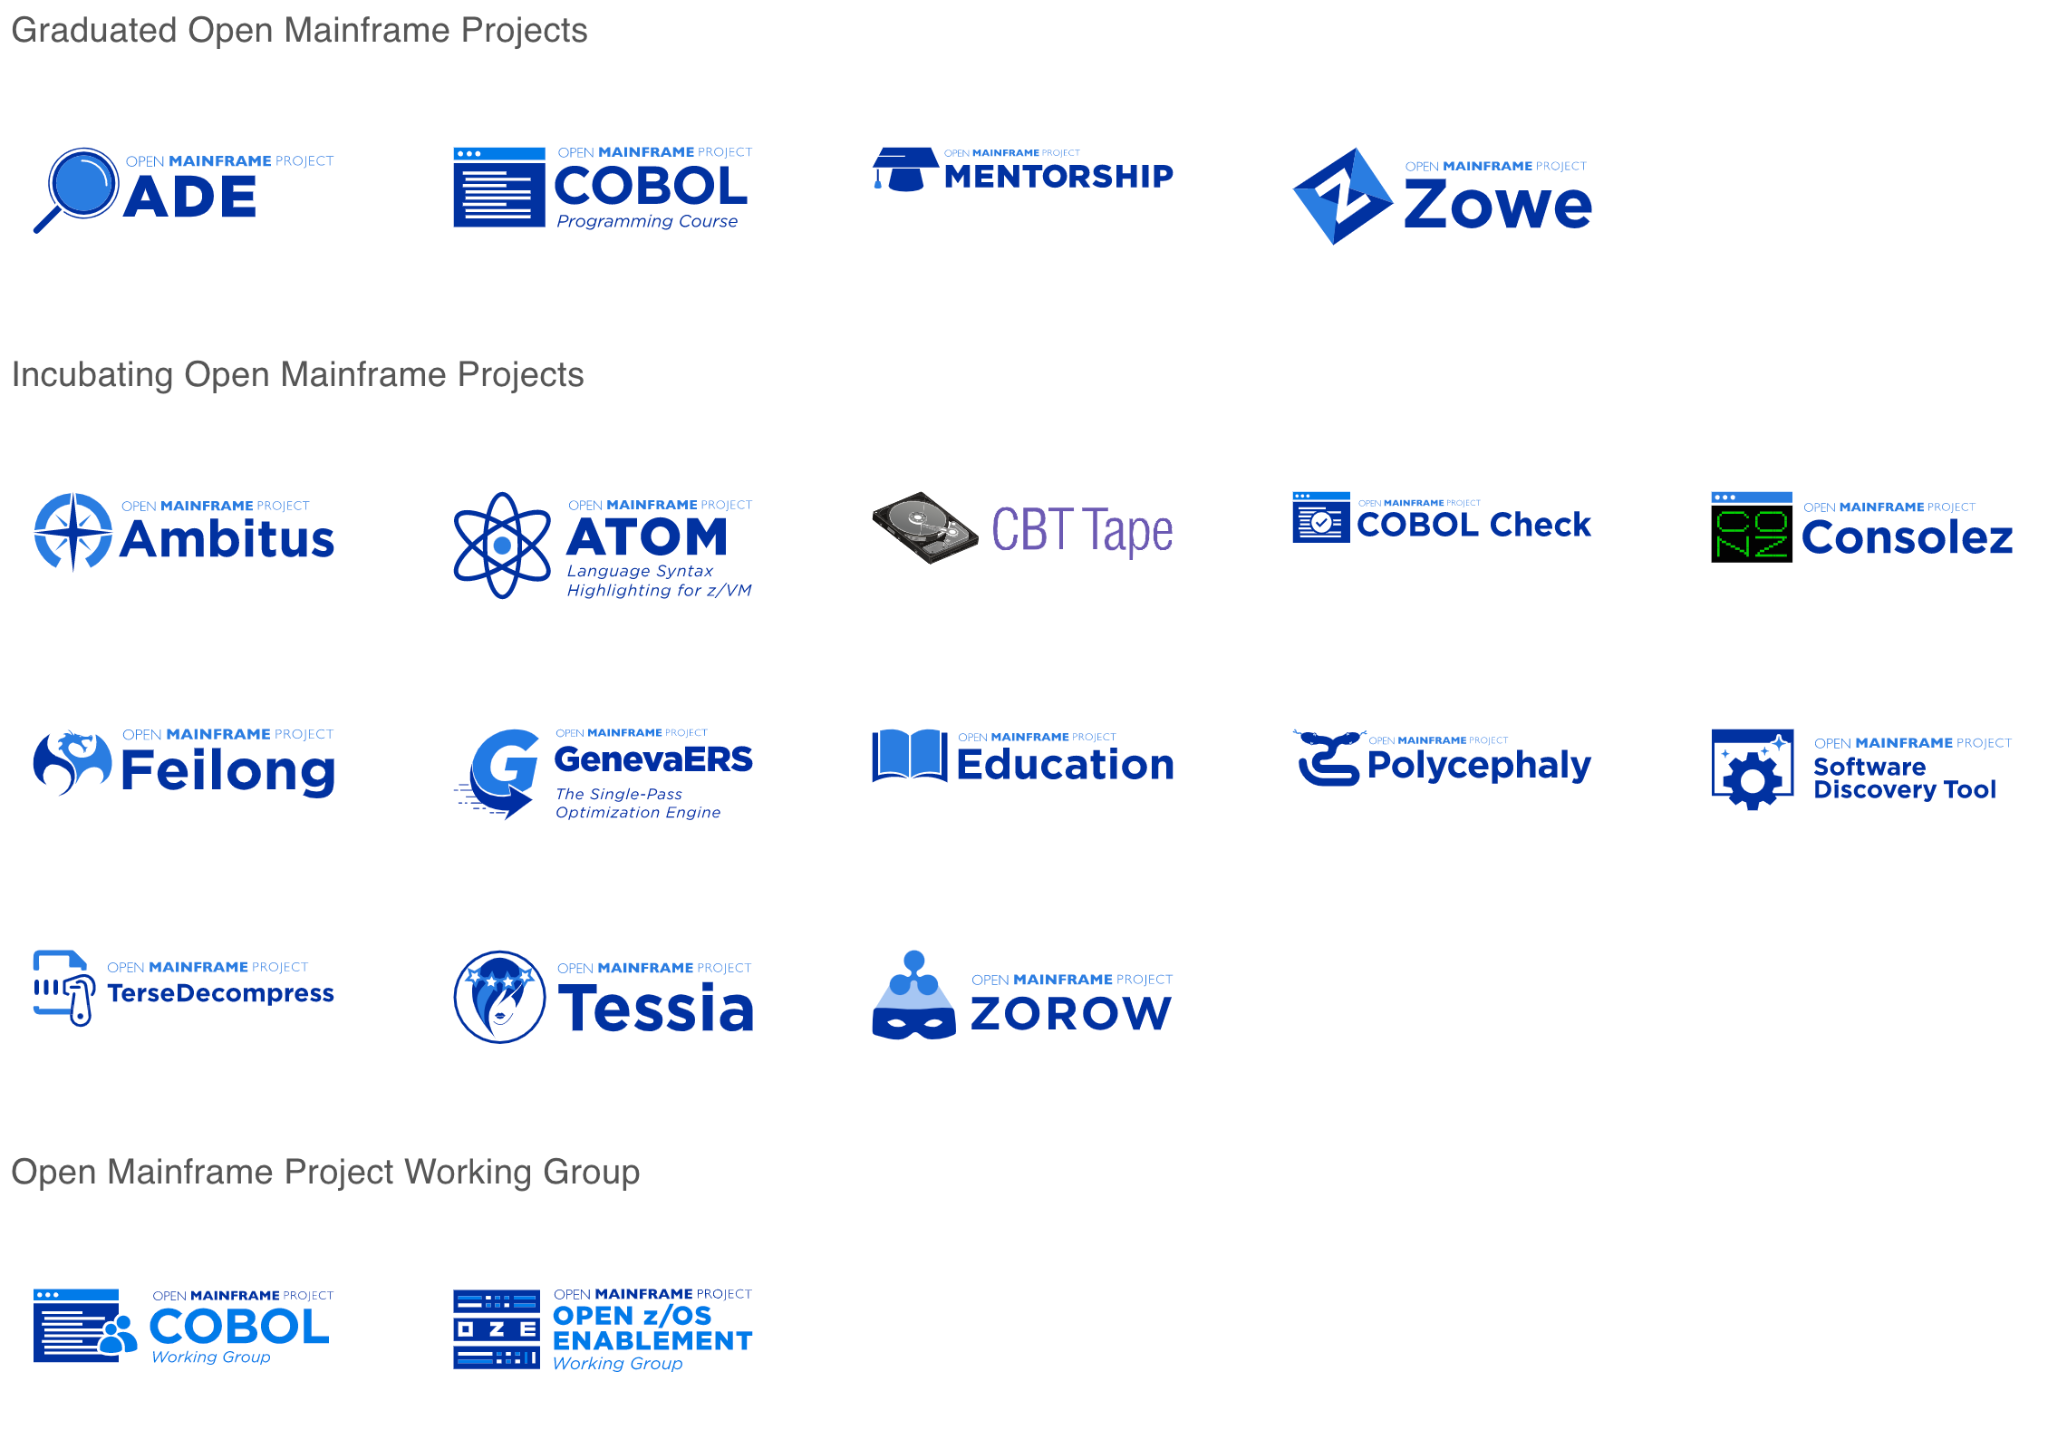 Graduated Open Mainframe Projects
OPEN MAINFRAME PROJECT
ADE
OPEN MAINFRAME PROJECT
COBOL
Programming Course
OPEN MAINFRAME PROJECT
MENTORSHIP
OPEN MAINFRAME PROJECT
Zowe
Incubating Open Mainframe Projects
OPEN MAINFRAME PROJECT
Ambitus
OPEN MAINFRAME PROJECT
ATOM
Language Syntax
Highlighting for z/VM
CBT Tape
OPEN MAINFRAME PROJECT
COBOL Check
CO
NZ
OPEN MAINFRAME PROJECT
Consolez
OPEN MAINFRAME PROJECT
Feilong
G
OPEN MAINFRAME PROJECT
GenevaERS
The Single-Pass
Optimization Engine
OPEN MAINFRAME PROJECT
Education
OPEN MAINFRAME PROJECT
Polycephaly
OPEN MAINFRAME PROJECT
Software
Discovery Tool
OPEN MAINFRAME PROJECT
TerseDecompress
OPEN MAINFRAME PROJECT
Tessia
OPEN MAINFRAME PROJECT
ZOROW
Open Mainframe Project Working Group
OPEN MAINFRAME PROJECT
COBOL
Working Group
OZE
OPEN MAINFRAME PROJECT
OPEN z/OS
ENABLEMENT
Working Group